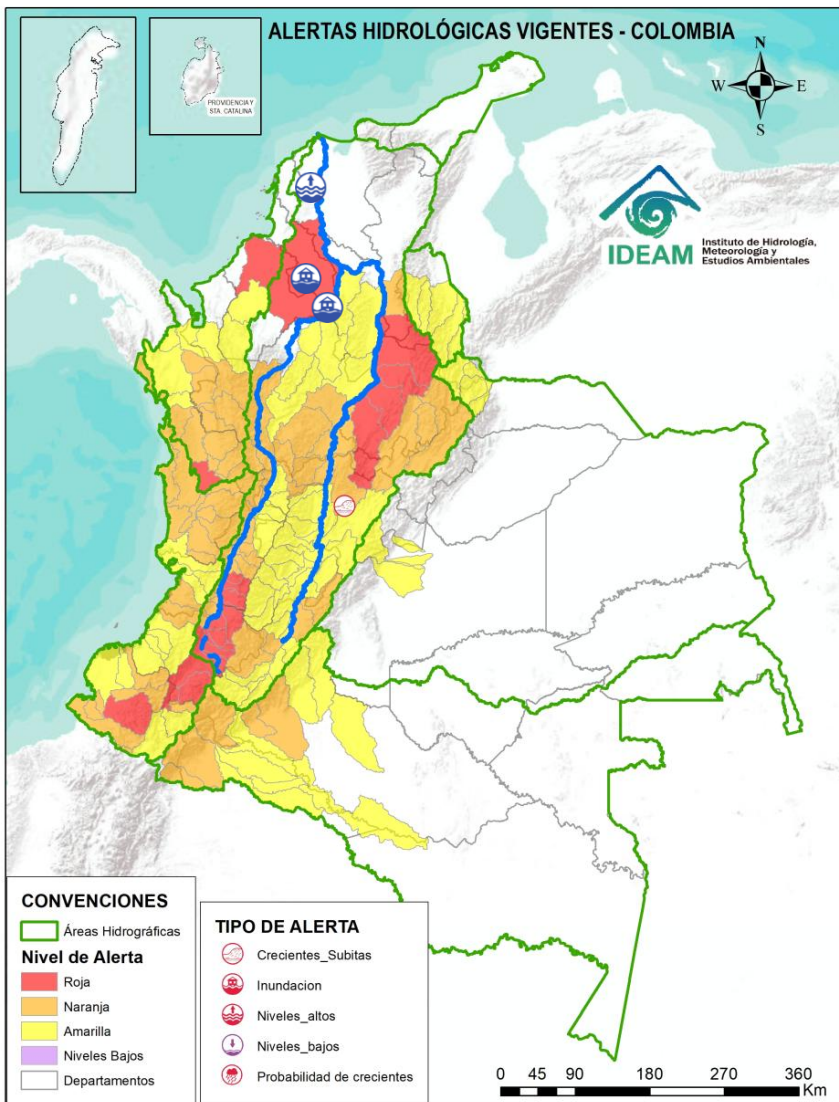 ALERTAS HIDROLÓGICAS VIGENTES - COLOMBIA
PROVIDENCIA Y
STA. CATALINA
N
W
E
S
IDEAM
Instituto de Hidrología,
Meteorología y
Estudios Ambientales
CONVENCIONES
Áreas Hidrográficas
Nivel de Alerta
Roja
Naranja
Amarilla
Niveles Bajos
Departamentos
TIPO DE ALERTA
Crecientes_Subitas
Inundacion
Niveles_altos
Niveles_bajos
Probabilidad de crecientes
0 45 90 180 270 360
Km